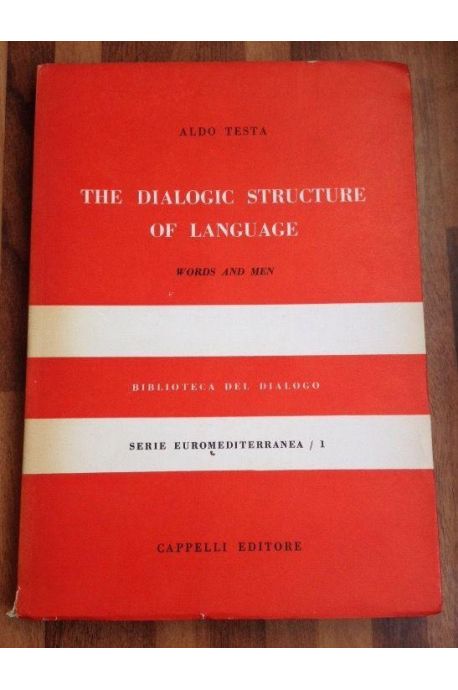 ALDO TESTA
THE DIALOGIC STRUCTURE
OF LANGUAGE
WORDS AND MEN
BIBLIOTECA DEL DIALOGO
SERIE EUROMEDITERRANEA / 1
CAPPELLI EDITORE